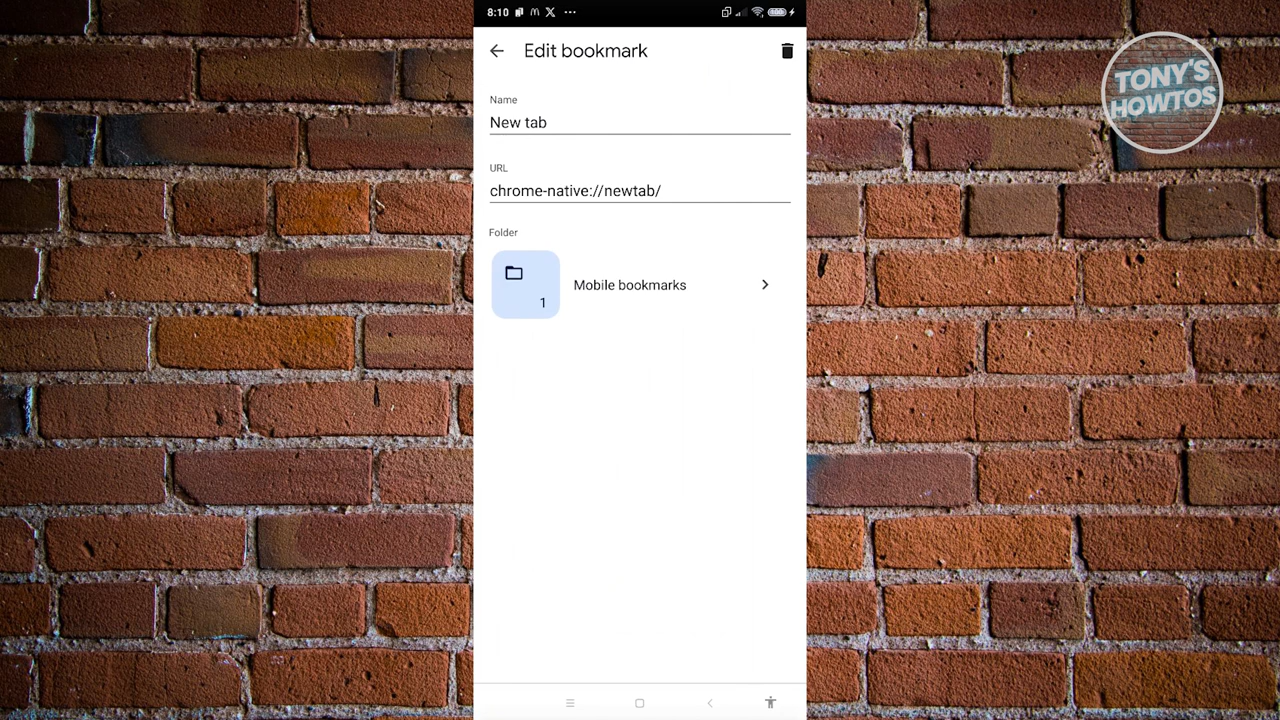 8:10
Edit bookmark
Name
New tab
URL
chrome-native://newtab/
Folder
1
Mobile bookmarks
TONY'S
HOWTOS